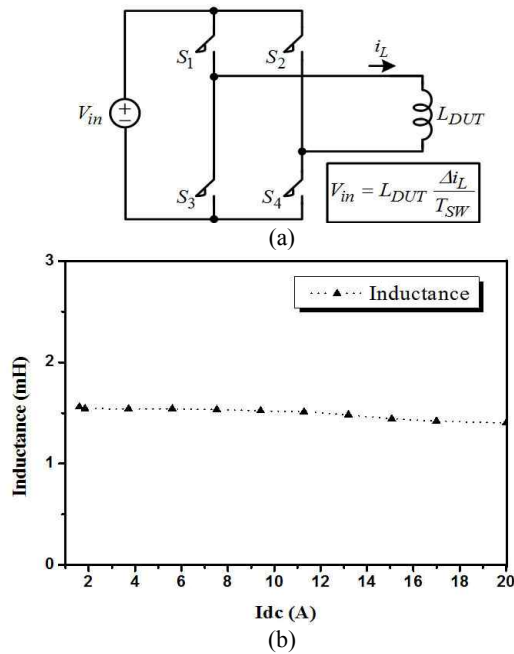 S1
S2
iL
Vin
LDUT
S3
S4
Vin = LDUT ΔiL / TSW
(a)
3
Inductance
2
Inductance (mH)
1
0
2 4 6 8 10 12 14 16 18 20
Idc (A)
(b)